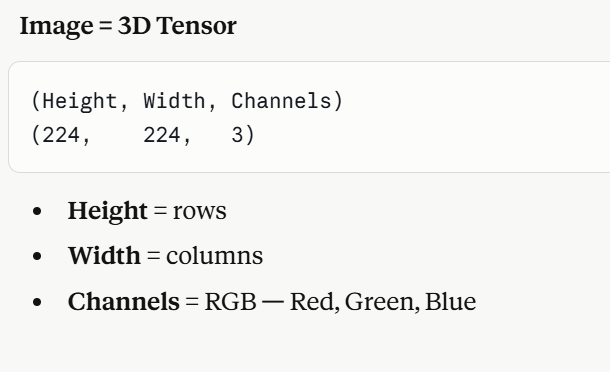 Image = 3D Tensor
(Height, Width, Channels)
(224,    224,   3)
• Height = rows
• Width = columns
• Channels = RGB — Red, Green, Blue